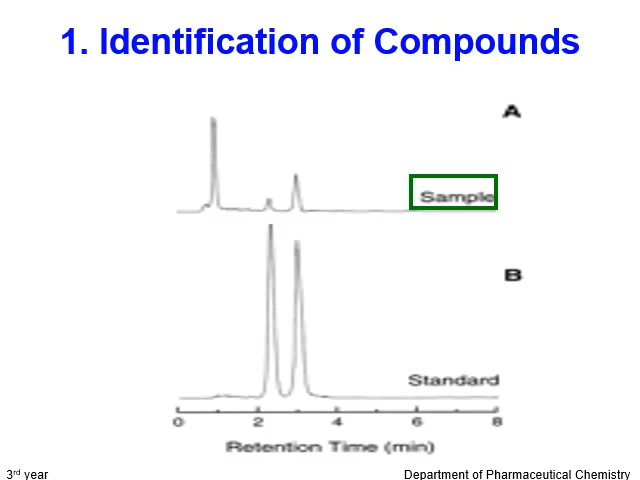 1. Identification of Compounds
A
Sample
B
Standard
0 2 4 6 8
Retention Time (min)
3rd year Department of Pharmaceutical Chemistry